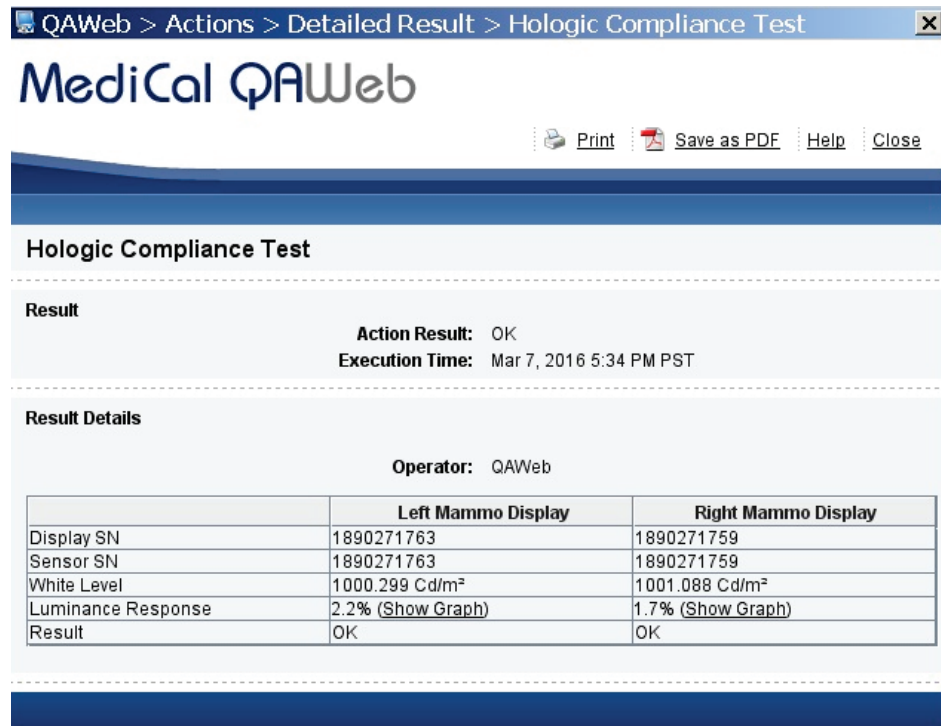 QAWeb > Actions > Detailed Result > Hologic Compliance Test
MediCal QAWeb
Print Save as PDF Help Close
Hologic Compliance Test
Result
Action Result: OK
Execution Time: Mar 7, 2016 5:34 PM PST
Result Details
Operator: QAWeb
Left Mammo Display Right Mammo Display
Display SN 1890271763 1890271759
Sensor SN 1890271763 1890271759
White Level 1000.299 Cd/m² 1001.088 Cd/m²
Luminance Response 2.2% (Show Graph) 1.7% (Show Graph)
Result OK OK